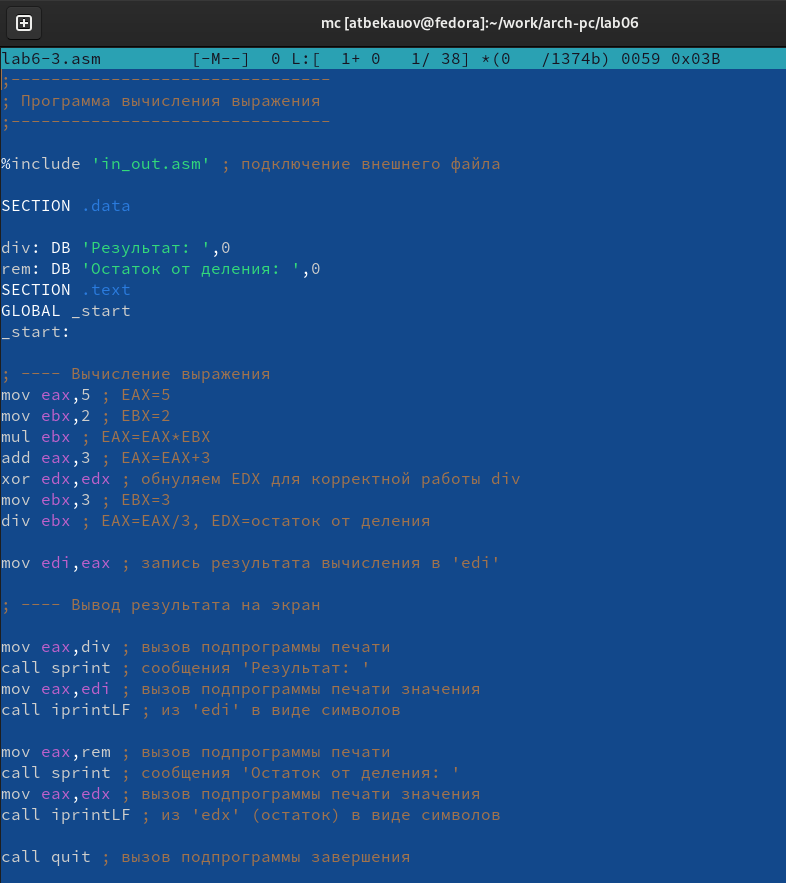 mc [atbekauov@fedora]:~/work/arch-pc/lab06
lab6-3.asm [-M--] 0 L:[ 1+ 0 1/ 38] *(0 /1374b) 0059 0x03B
;--------------------------------
; Программа вычисления выражения
;--------------------------------
%include 'in_out.asm' ; подключение внешнего файла
SECTION .data
div: DB 'Результат: ',0
rem: DB 'Остаток от деления: ',0
SECTION .text
GLOBAL _start
_start:
; ---- Вычисление выражения
mov eax,5 ; EAX=5
mov ebx,2 ; EBX=2
mul ebx ; EAX=EAX*EBX
add eax,3 ; EAX=EAX+3
xor edx,edx ; обнуляем EDX для корректной работы div
mov ebx,3 ; EBX=3
div ebx ; EAX=EAX/3, EDX=остаток от деления
mov edi,eax ; запись результата вычисления в 'edi'
; ---- Вывод результата на экран
mov eax,div ; вызов подпрограммы печати
call sprint ; сообщения 'Результат: '
mov eax,edi ; вызов подпрограммы печати значения
call iprintLF ; из 'edi' в виде символов
mov eax,rem ; вызов подпрограммы печати
call sprint ; сообщения 'Остаток от деления: '
mov eax,edx ; вызов подпрограммы печати значения
call iprintLF ; из 'edx' (остаток) в виде символов
call quit ; вызов подпрограммы завершения